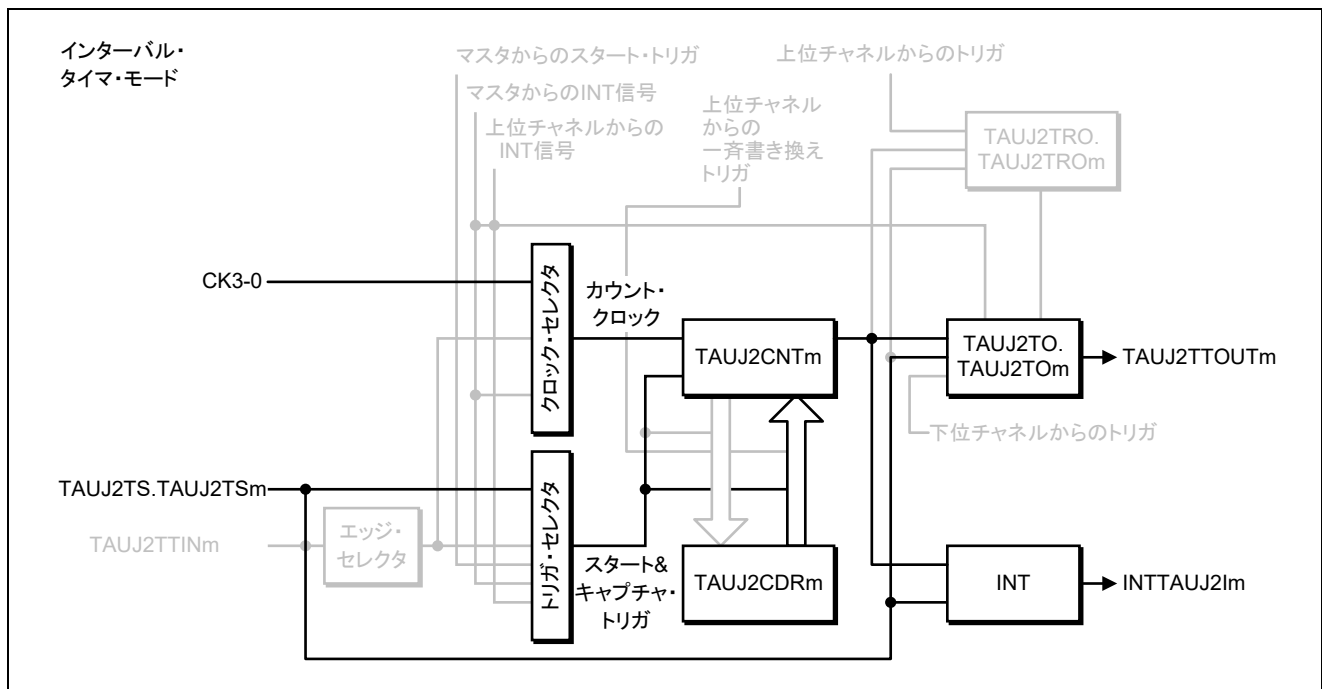 インターバル・
タイマ・モード
マスタからのスタート・トリガ
マスタからのINT信号
上位チャネルからの
INT信号
上位チャネル
からの
一斉書き換え
トリガ
上位チャネルからのトリガ
TAUJ2TRO.
TAUJ2TROm
CK3-0
クロック・セレクタ
カウント・
クロック
TAUJ2CNTm
TAUJ2TO.
TAUJ2TOm
TAUJ2TTOUTm
下位チャネルからのトリガ
TAUJ2TS.TAUJ2TSm
TAUJ2TTINm
エッジ・
セレクタ
トリガ・セレクタ
スタート&
キャプチャ・
トリガ
TAUJ2CDRm
INT
INTTAUJ2Im